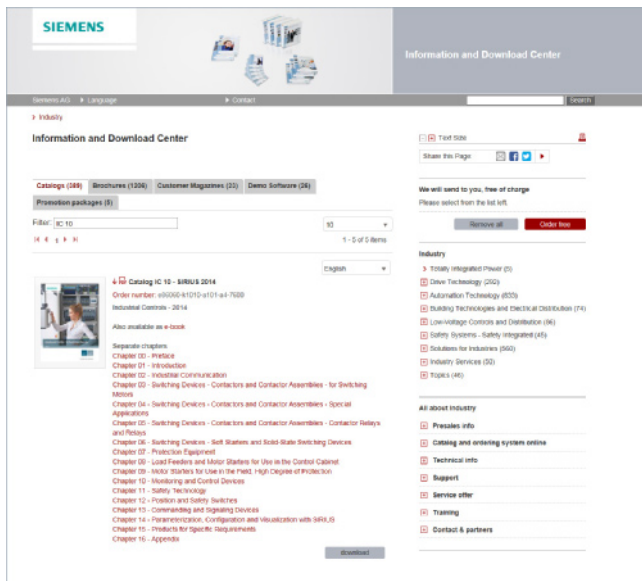 SIEMENS
Information and Download Center
Siemens AG
Language
Contact
Search
Industry
Information and Download Center
Catalogs (389)
Brochures (1206)
Customer Magazines (23)
Demo Software (26)
Promotion packages (5)
Filter: IC 10
10
1
1 - 5 of 5 items
English
Catalog IC 10 - SIRIUS 2014
Order number: e86060-k1010-a101-a4-7600
Industrial Controls - 2014
Also available as e-book
Separate chapters
Chapter 00 - Preface
Chapter 01 - Introduction
Chapter 02 - Industrial Communication
Chapter 03 - Switching Devices - Contactors and Contactor Assemblies - for Switching
Motors
Chapter 04 - Switching Devices - Contactors and Contactor Assemblies - Special
Applications
Chapter 05 - Switching Devices - Contactors and Contactor Assemblies - Contactor Relays
and Relays
Chapter 06 - Switching Devices - Soft Starters and Solid-State Switching Devices
Chapter 07 - Protection Equipment
Chapter 08 - Load Feeders and Motor Starters for Use in the Control Cabinet
Chapter 09 - Motor Starters for Use in the Field, High Degree of Protection
Chapter 10 - Monitoring and Control Devices
Chapter 11 - Safety Technology
Chapter 12 - Position and Safety Switches
Chapter 13 - Commanding and Signaling Devices
Chapter 14 - Parameterization, Configuration and Visualization with SIRIUS
Chapter 15 - Products for Specific Requirements
Chapter 16 - Appendix
download
Text Size
Share this Page:
We will send to you, free of charge
Please select from the list left.
Remove all
Order free
Industry
Totally Integrated Power (5)
Drive Technology (292)
Automation Technology (833)
Building Technologies and Electrical Distribution (74)
Low-Voltage Controls and Distribution (96)
Safety Systems - Safety Integrated (45)
Solutions for Industries (560)
Industry Services (50)
Topics (46)
All about Industry
Presales info
Catalog and ordering system online
Technical info
Support
Service offer
Training
Contact & partners